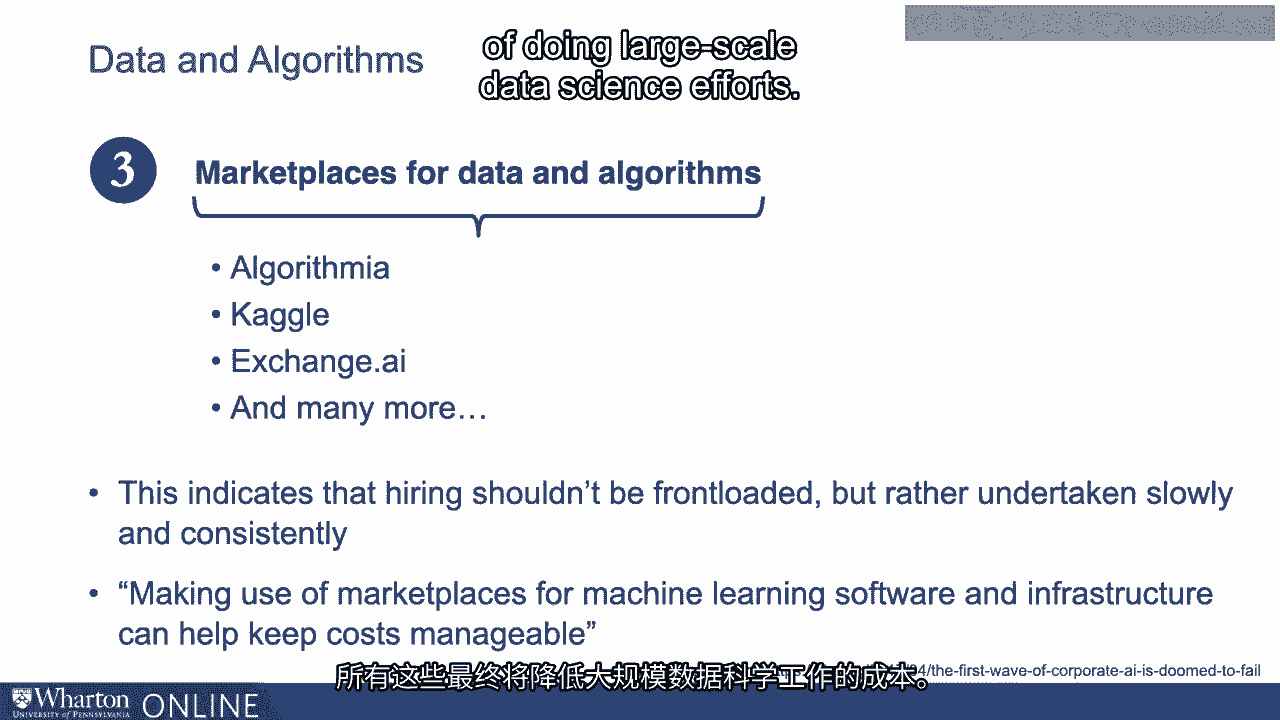 Data and Algorithms
of doing large-scale
data science efforts.
3
Marketplaces for data and algorithms
• Algorithmia
• Kaggle
• Exchange.ai
• And many more…
• This indicates that hiring shouldn’t be frontloaded, but rather undertaken slowly
and consistently
• “Making use of marketplaces for machine learning software and infrastructure
can help keep costs manageable”
所有这些最终将降低大规模数据科学工作的成本。
/the-first-wave-of-corporate-ai-is-doomed-to-fail
Wharton
UNIVERSITY of PENNSYLVANIA
ONLINE